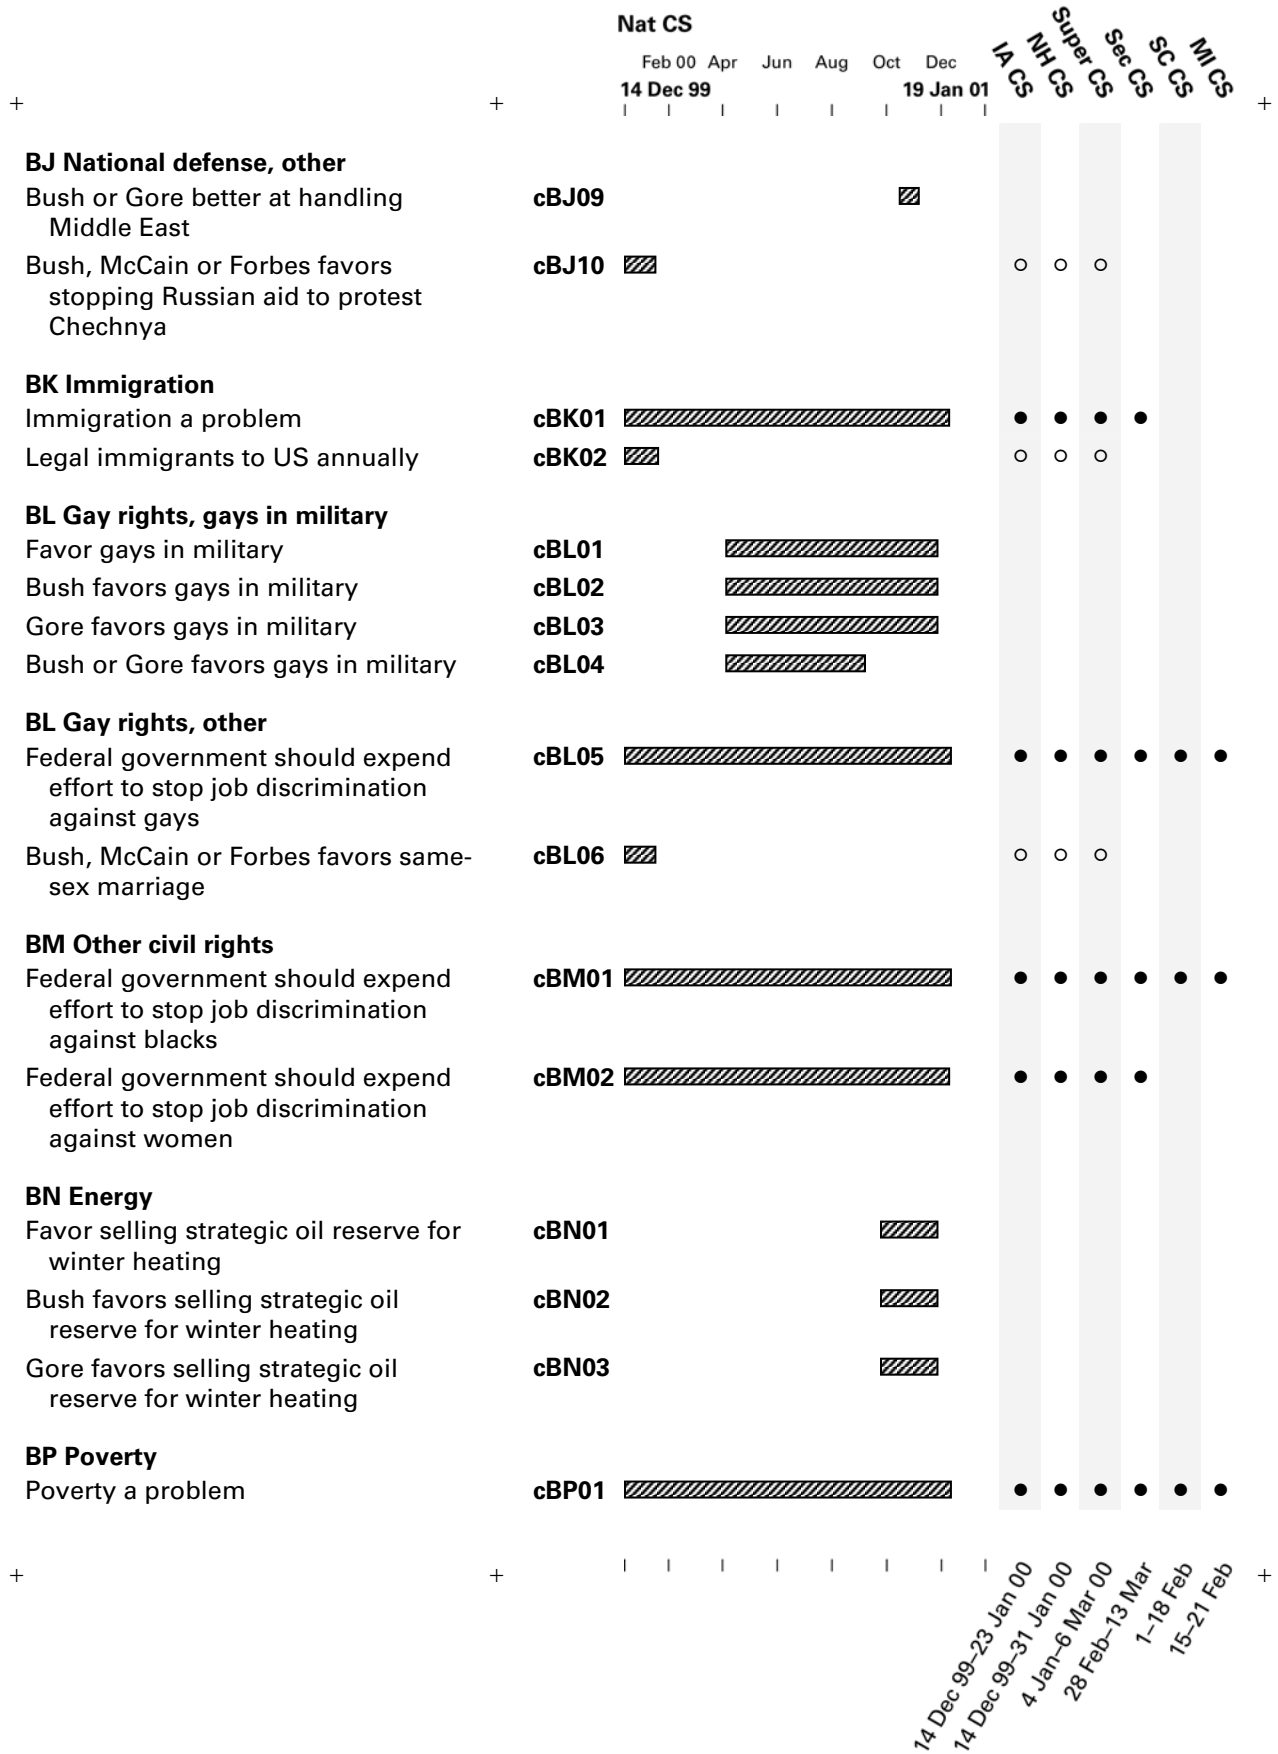 Nat CS
Feb 00 Apr Jun Aug Oct Dec
14 Dec 99 19 Jan 01
IA CS NH CS Super CS Sec CS SC CS MI CS
BJ National defense, other
Bush or Gore better at handling cBJ09
Middle East
Bush, McCain or Forbes favors cBJ10
stopping Russian aid to protest
Chechnya
BK Immigration
Immigration a problem cBK01
Legal immigrants to US annually cBK02
BL Gay rights, gays in military
Favor gays in military cBL01
Bush favors gays in military cBL02
Gore favors gays in military cBL03
Bush or Gore favors gays in military cBL04
BL Gay rights, other
Federal government should expend cBL05
effort to stop job discrimination
against gays
Bush, McCain or Forbes favors same- cBL06
sex marriage
BM Other civil rights
Federal government should expend cBM01
effort to stop job discrimination
against blacks
Federal government should expend cBM02
effort to stop job discrimination
against women
BN Energy
Favor selling strategic oil reserve for cBN01
winter heating
Bush favors selling strategic oil cBN02
reserve for winter heating
Gore favors selling strategic oil cBN03
reserve for winter heating
BP Poverty
Poverty a problem cBP01
14 Dec 99–23 Jan 00
14 Dec 99–31 Jan 00
4 Jan–6 Mar 00
28 Feb–13 Mar
1–18 Feb
15–21 Feb